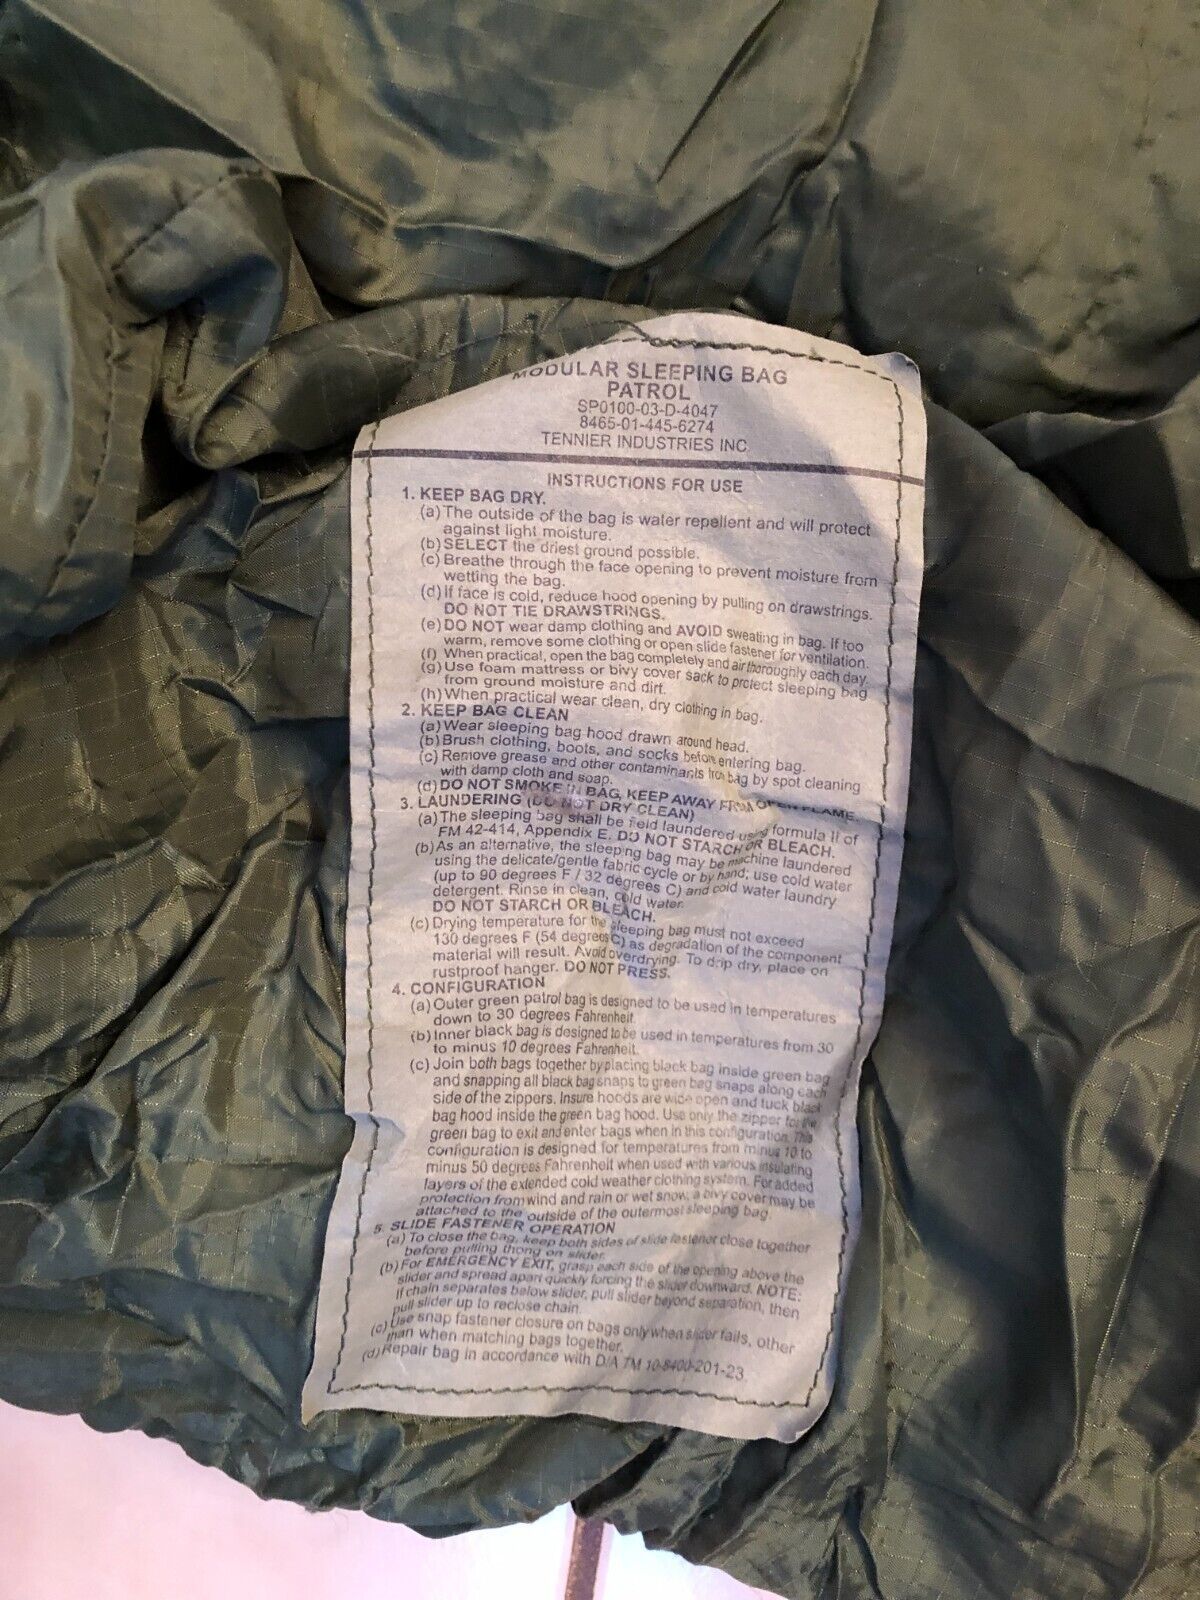 MODULAR SLEEPING BAG
PATROL
SP0100-03-D-4047
8465-01-445-6274
TENNIER INDUSTRIES INC
INSTRUCTIONS FOR USE
1. KEEP BAG DRY.
(a) The outside of the bag is water repellent and will protect
against light moisture.
(b) SELECT the driest ground possible.
(c) Breathe through the face opening to prevent moisture from
wetting the bag.
(d) If face is cold, reduce hood opening by pulling on drawstrings.
DO NOT TIE DRAWSTRINGS.
(e) DO NOT wear damp clothing and AVOID sweating in bag. If too
warm, remove some clothing or open slide fastener for ventilation.
(f) When practical, open the bag completely and air thoroughly each day.
(g) Use foam mattress or bivy cover sack to protect sleeping bag
from ground moisture and dirt.
(h) When practical wear clean, dry clothing in bag.
2. KEEP BAG CLEAN
(a) Wear sleeping bag hood drawn around head.
(b) Brush clothing, boots, and socks before entering bag.
(c) Remove grease and other contaminants from bag by spot cleaning
with damp cloth and soap.
(d) DO NOT SMOKE IN BAG, KEEP AWAY FROM OPEN FLAME.
3. LAUNDERING (DO NOT DRY CLEAN)
(a) The sleeping bag shall be field laundered using formula II of
FM 42-414, Appendix E. DO NOT STARCH OR BLEACH.
(b) As an alternative, the sleeping bag may be machine laundered
using the delicate/gentle fabric cycle or by hand; use cold water
(up to 90 degrees F / 32 degrees C) and cold water laundry
detergent. Rinse in clean, cold water.
DO NOT STARCH OR BLEACH.
(c) Drying temperature for the sleeping bag must not exceed
130 degrees F (54 degrees C) as degradation of the component
material will result. Avoid overdrying. To drip dry, place on
rustproof hanger. DO NOT PRESS.
4. CONFIGURATION
(a) Outer green patrol bag is designed to be used in temperatures
down to 30 degrees Fahrenheit.
(b) Inner black bag is designed to be used in temperatures from 30
to minus 10 degrees Fahrenheit.
(c) Join both bags together by placing black bag inside green bag
and snapping all black bag snaps to green bag snaps along each
side of the zippers. Insure hoods are wide open and tuck black
bag hood inside the green bag hood. Use only the zipper for the
green bag to exit and enter bags when in this configuration. This
configuration is designed for temperatures from minus 10 to
minus 50 degrees Fahrenheit when used with various insulating
layers of the extended cold weather clothing system. For added
protection from wind and rain or wet snow, a bivy cover may be
attached to the outside of the outermost sleeping bag.
5. SLIDE FASTENER OPERATION
(a) To close the bag, keep both sides of slide fastener close together
before pulling thong on slider.
(b) For EMERGENCY EXIT, grasp each side of the opening above the
slider and spread apart quickly forcing the slider downward. NOTE:
If chain separates below slider, pull slider beyond separation, then
pull slider up to reclose chain.
(c) Use snap fastener closure on bags only when slider fails, other
than when matching bags together.
(d) Repair bag in accordance with D/A TM 10-8400-201-23